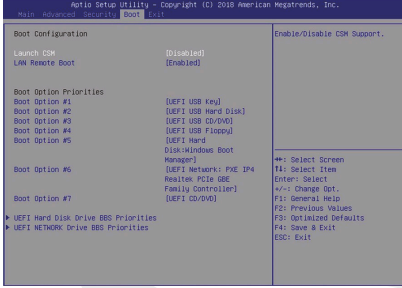 Aptio Setup Utility - Copyright (C) 2018 American Megatrends, Inc.
Main Advanced Security Boot Exit
Boot Configuration
Launch CSM [Disabled]
LAN Remote Boot [Enabled]
Boot Option Priorities
Boot Option #1 [UEFI USB Key]
Boot Option #2 [UEFI USB Hard Disk]
Boot Option #3 [UEFI USB CD/DVD]
Boot Option #4 [UEFI USB Floppy]
Boot Option #5 [UEFI Hard
Disk:Windows Boot
Manager]
Boot Option #6 [UEFI Network: PXE IP4
Realtek PCIe GBE
Family Controller]
Boot Option #7 [UEFI CD/DVD]
UEFI Hard Disk Drive BBS Priorities
UEFI NETWORK Drive BBS Priorities
Enable/Disable CSM Support.
↔: Select Screen
↑↓: Select Item
Enter: Select
+/-: Change Opt.
F1: General Help
F2: Previous Values
F3: Optimized Defaults
F4: Save & Exit
ESC: Exit